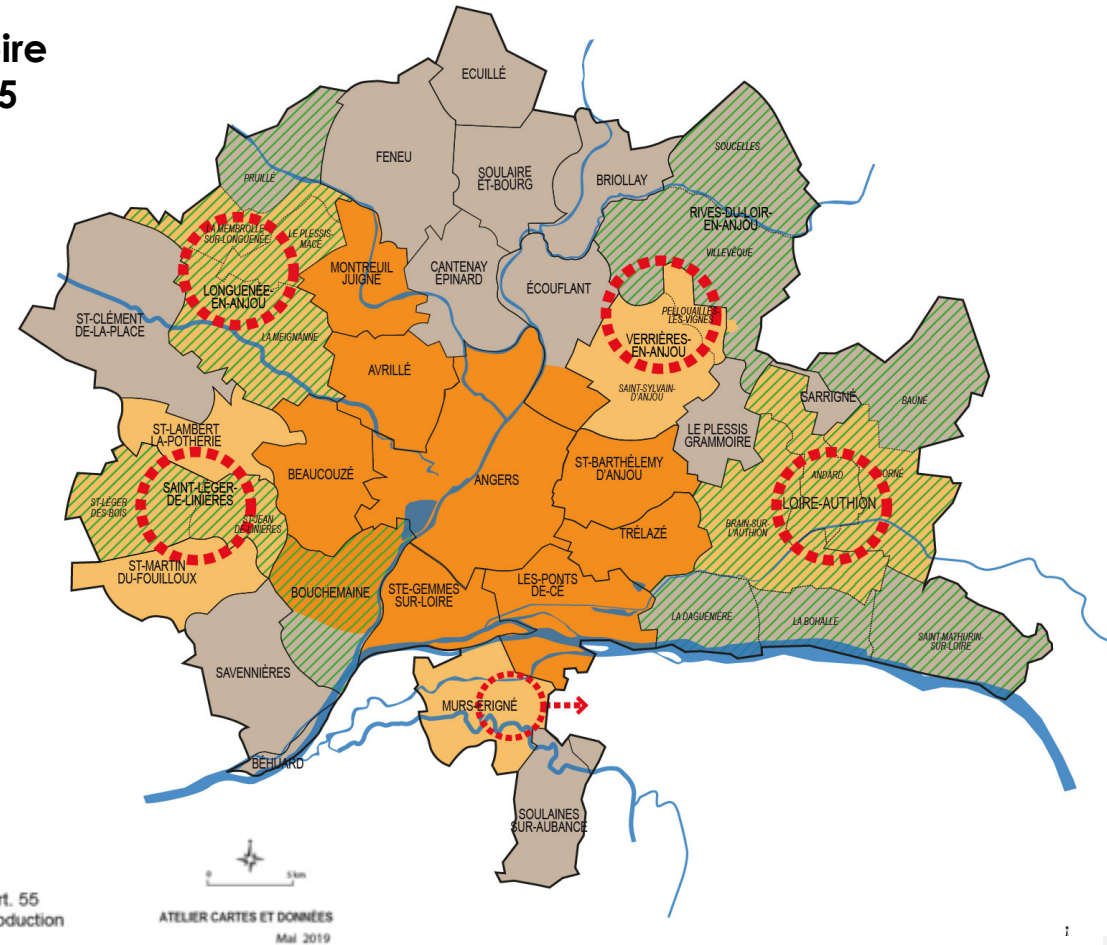 ire
5
ECUILLÉ
FENEU
SOULAIRE
ET-BOURG
BRIOLLAY
SOUCELLES
PRUILLÉ
RIVES-DU-LOIR-
EN-ANJOU
VILLEVÊQUE
LA MEMBROLLE
SUR-LONGUENÉE
LE PLESSIS
MACÉ
MONTREUIL
JUIGNÉ
CANTENAY
ÉPINARD
ÉCOUFLANT
LONGUENÉE-
EN-ANJOU
ST-CLÉMENT
DE-LA-PLACE
LA MEIGNANNE
PELLOUAILLES-
LES-VIGNES
VERRIÈRES-
EN-ANJOU
AVRILLÉ
SAINT-SYLVAIN-
D'ANJOU
SARRIGNÉ
BAUNÉ
ST-LAMBERT
LA-POTHERIE
LE PLESSIS
GRAMMOIRE
BEAUCOUZÉ
ANGERS
ST-BARTHÉLEMY
D'ANJOU
ANDARD
CORNÉ
SAINT-LÉGER-
DE-LINIÈRES
ST-LÉGER
DES-BOIS
ST-JEAN
DE-LINIÈRES
LOIRE-AUTHION
BRAIN-SUR-
L'AUTHION
TRÉLAZÉ
ST-MARTIN
DU-FOUILLOUX
BOUCHEMAINE
STE-GEMMES
SUR-LOIRE
LES-PONTS
DE-CÉ
LA DAGUENIÈRE
LA BOHALLE
SAINT-MATHURIN-
SUR-LOIRE
SAVENNIÈRES
MURS-ERIGNÉ
BÉHUARD
SOULAINES
SUR-AUBANCE
0 5 km
rt. 55
oduction
ATELIER CARTES ET DONNÉES
Mai 2019